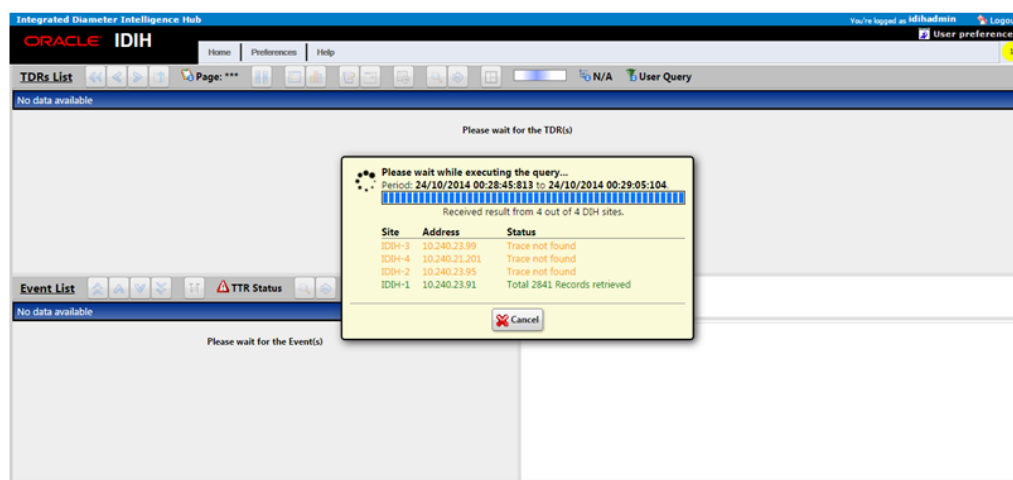 Integrated Diameter Intelligence Hub
You're logged as idihadmin Logou
ORACLE IDIH
User preference
Home Preferences Help
TDRs List Page: *** N/A User Query
No data available
Please wait for the TDR(s)
Please wait while executing the query...
Period: 24/10/2014 00:28:45:813 to 24/10/2014 00:29:05:104.
Received result from 4 out of 4 DIH sites.
Site Address Status
IDIH-3 10.240.23.99 Trace not found
IDIH-4 10.240.21.201 Trace not found
IDIH-2 10.240.23.95 Trace not found
IDIH-1 10.240.23.91 Total 2841 Records retrieved
Cancel
Event List TTR Status
No data available
Please wait for the Event(s)